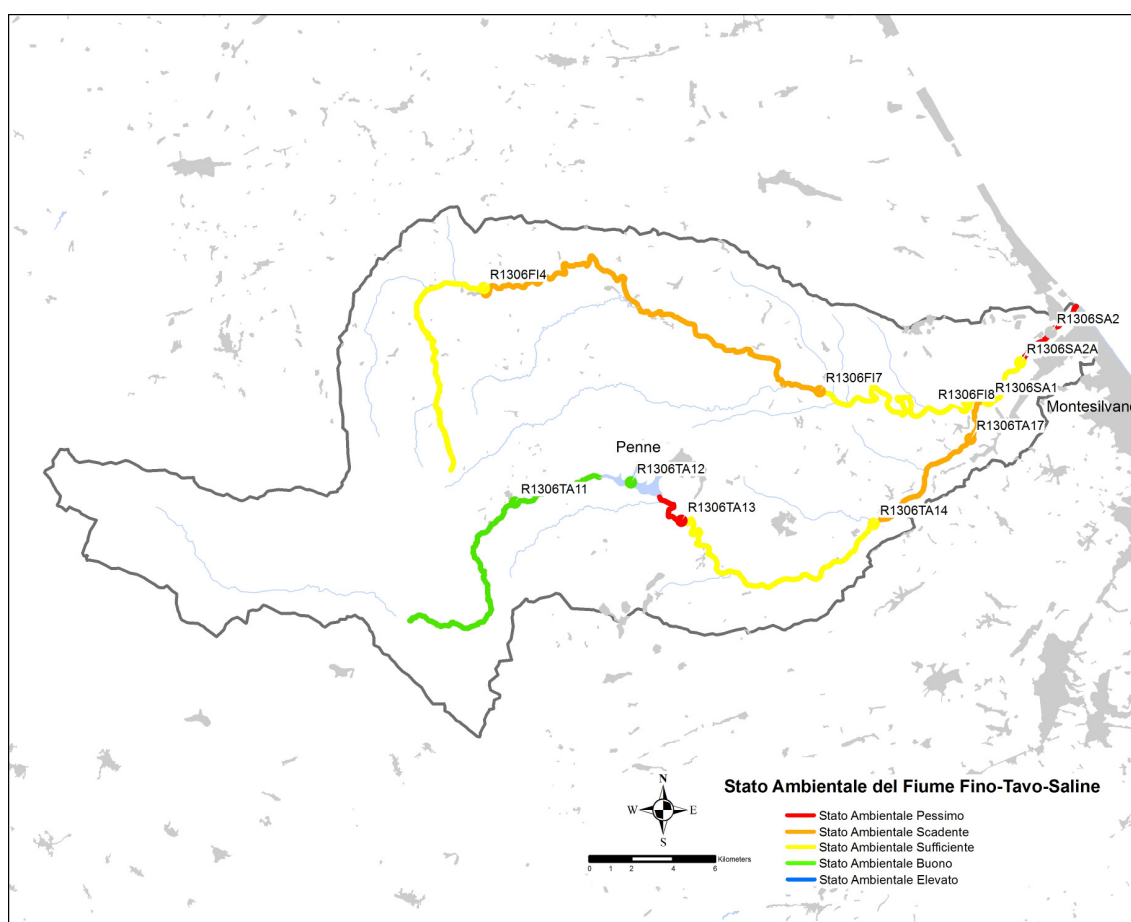 R1306FI4
R1306SA2
R1306SA2A
R1306FI7
R1306SA1
R1306FI8
Montesilvano
R1306TA17
Penne
R1306TA12
R1306TA11
R1306TA13
R1306TA14
N
W E
S
0 2 4 6
Kilometers
Stato Ambientale del Fiume Fino-Tavo-Saline
Stato Ambientale Pessimo
Stato Ambientale Scadente
Stato Ambientale Sufficiente
Stato Ambientale Buono
Stato Ambientale Elevato